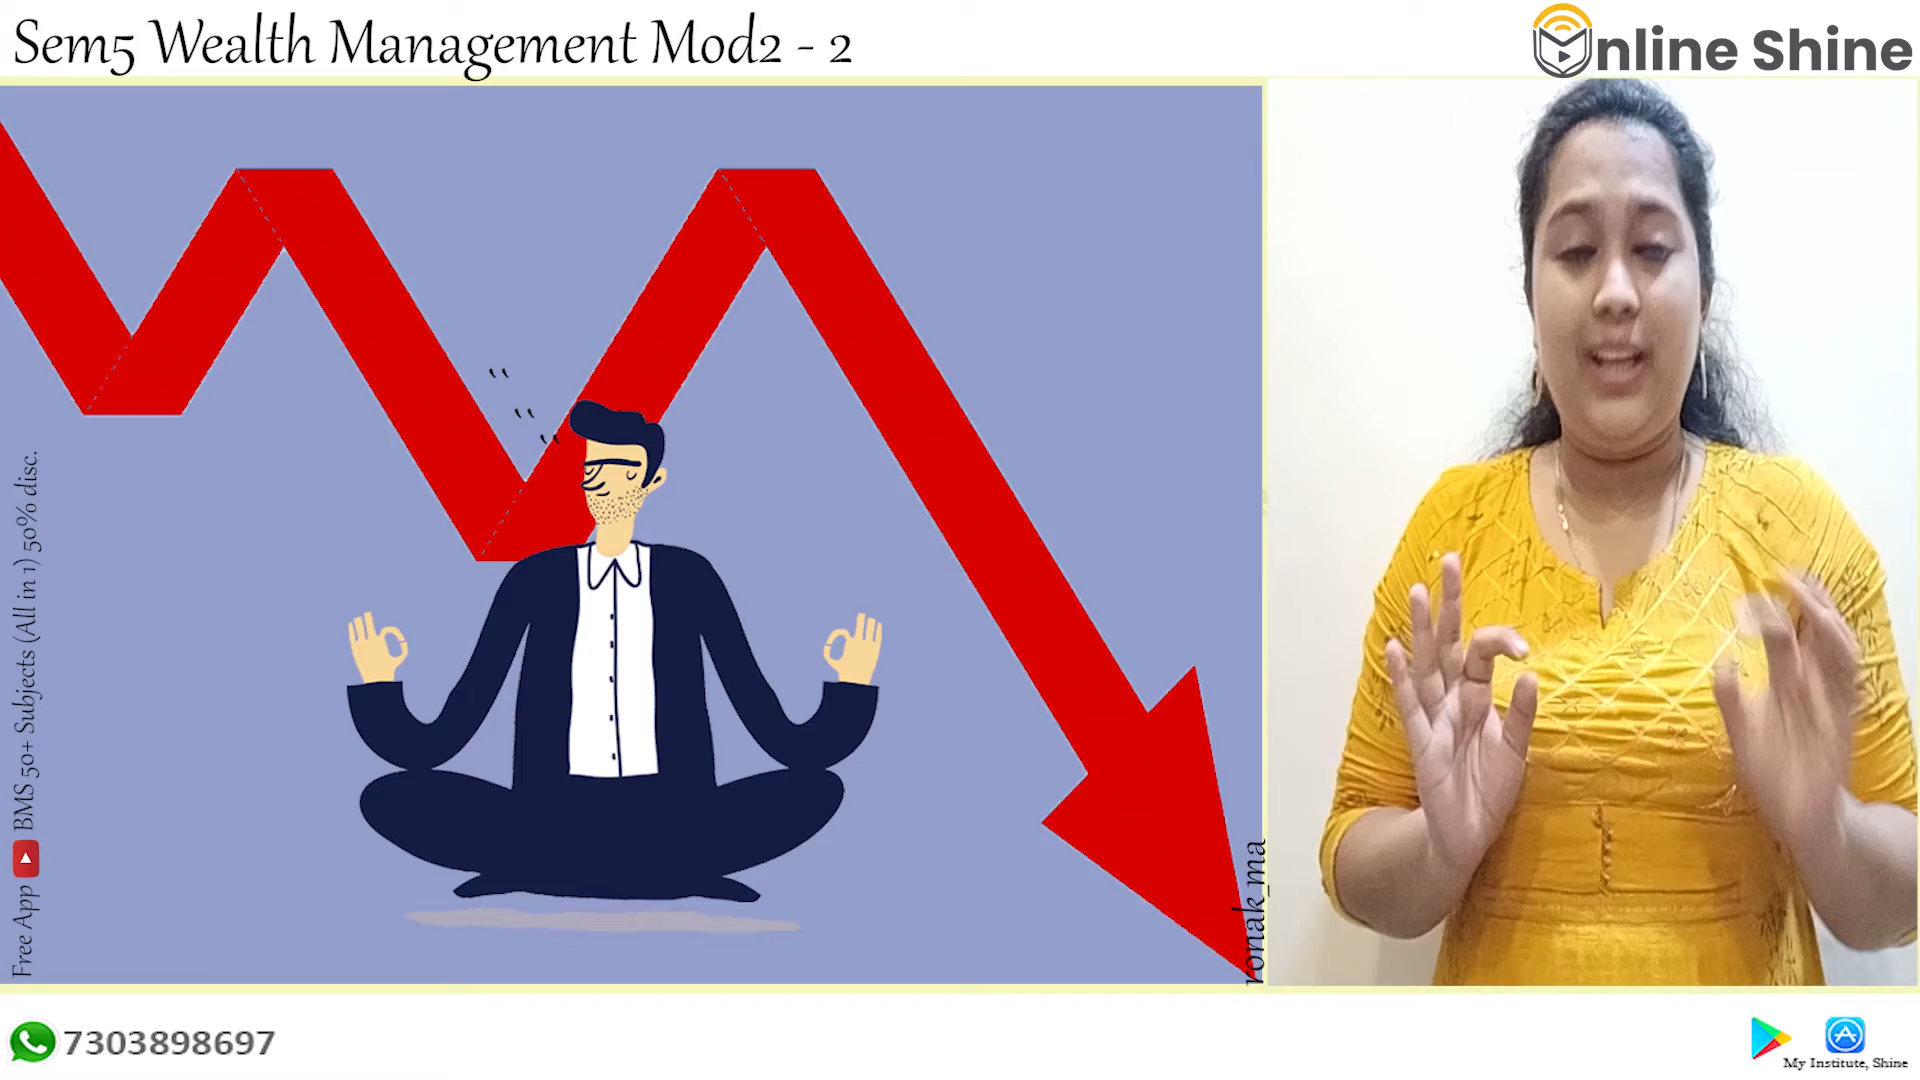 Sem5 Wealth Management Mod2 - 2
Online Shine
Free App BMS 50+ Subjects (All in 1) 50% disc.
ronak_ma
7303898697
My Institute, Shine